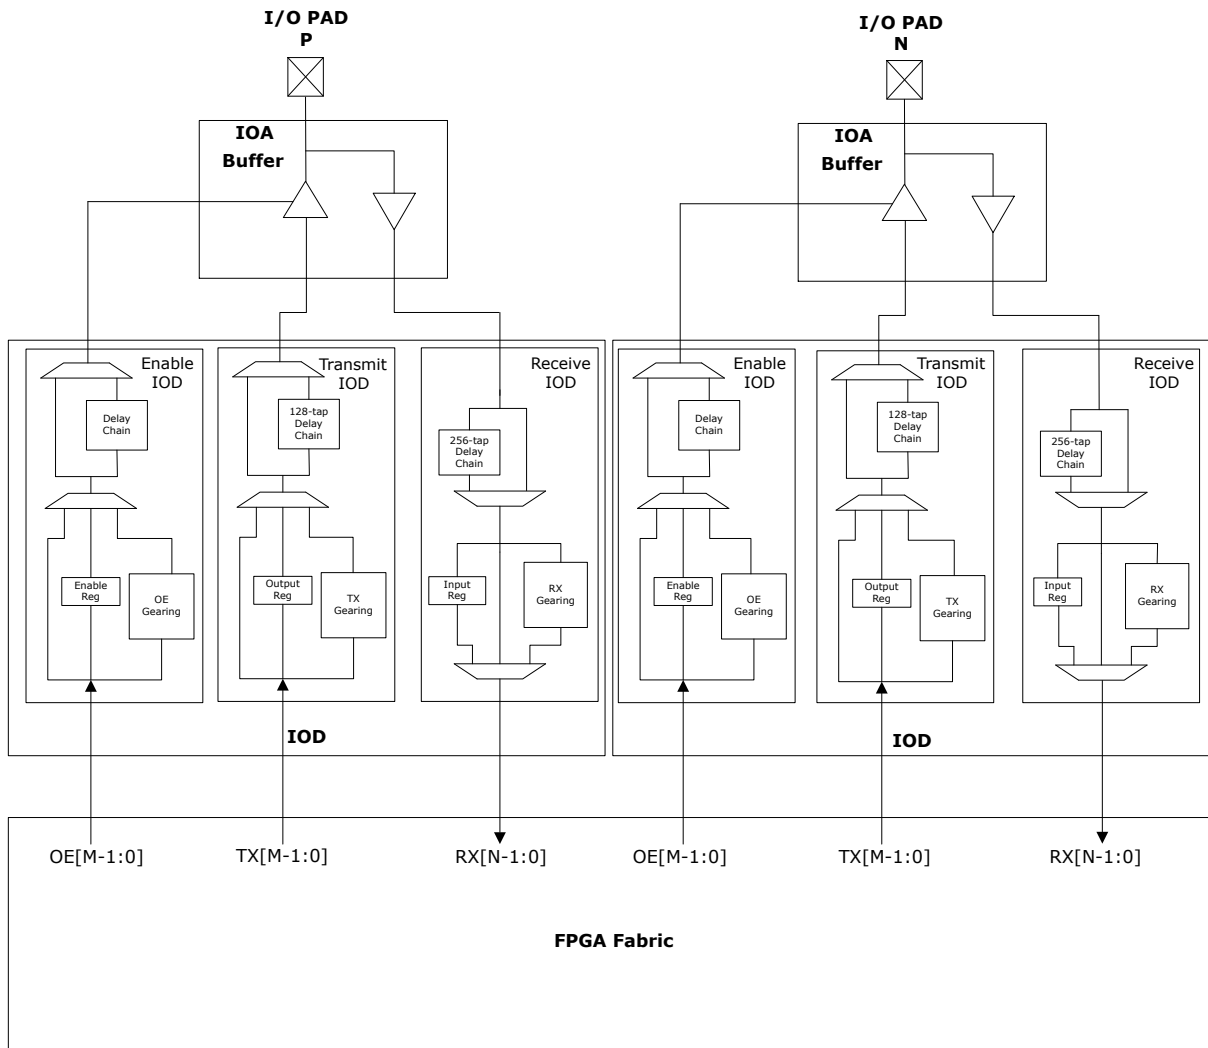 I/O PAD
P
I/O PAD
N
IOA
Buffer
IOA
Buffer
Enable
IOD
Delay
Chain
Enable
Reg
OE
Gearing
Transmit
IOD
128-tap
Delay
Chain
Output
Reg
TX
Gearing
Receive
IOD
256-tap
Delay
Chain
Input
Reg
RX
Gearing
IOD
Enable
IOD
Delay
Chain
Enable
Reg
OE
Gearing
Transmit
IOD
128-tap
Delay
Chain
Output
Reg
TX
Gearing
Receive
IOD
256-tap
Delay
Chain
Input
Reg
RX
Gearing
IOD
OE[M-1:0]
TX[M-1:0]
RX[N-1:0]
OE[M-1:0]
TX[M-1:0]
RX[N-1:0]
FPGA Fabric